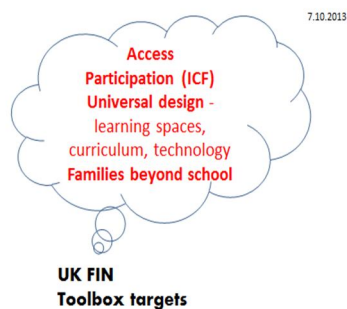 7.10.2013
Access
Participation (ICF)
Universal design -
learning spaces,
curriculum, technology
Families beyond school
UK FIN
Toolbox targets